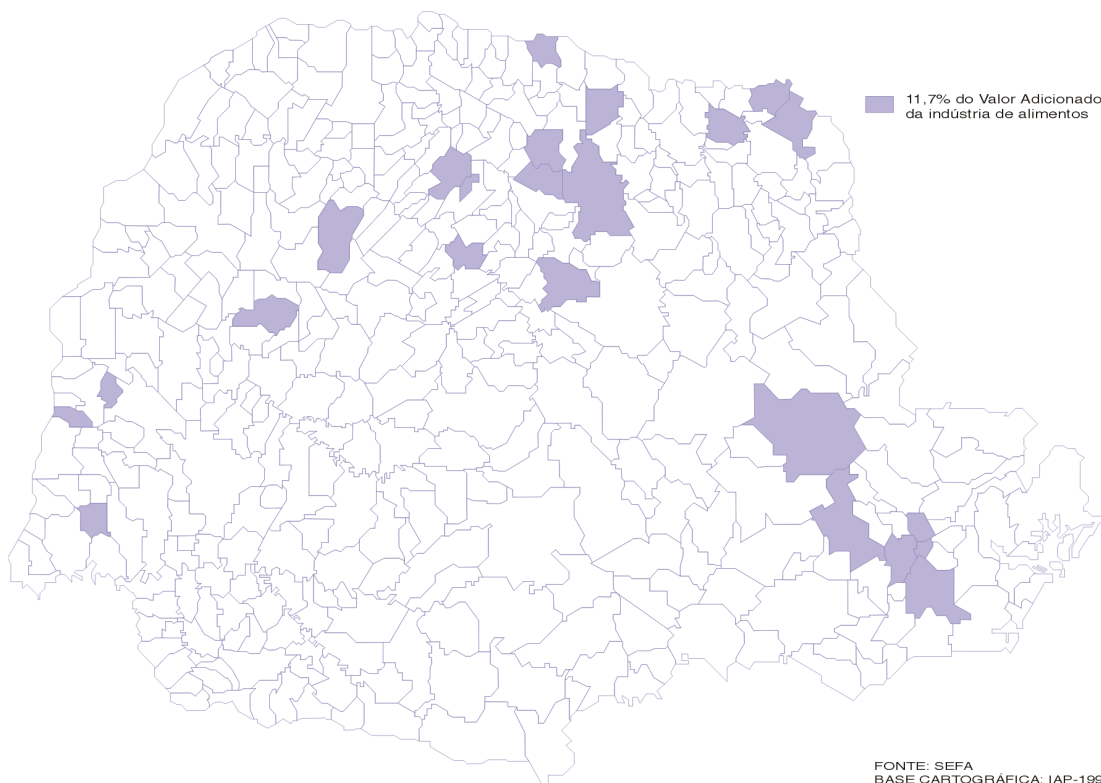 11,7% do Valor Adicionado
da indústria de alimentos
FONTE: SEFA
BASE CARTOGRÁFICA: IAP-199